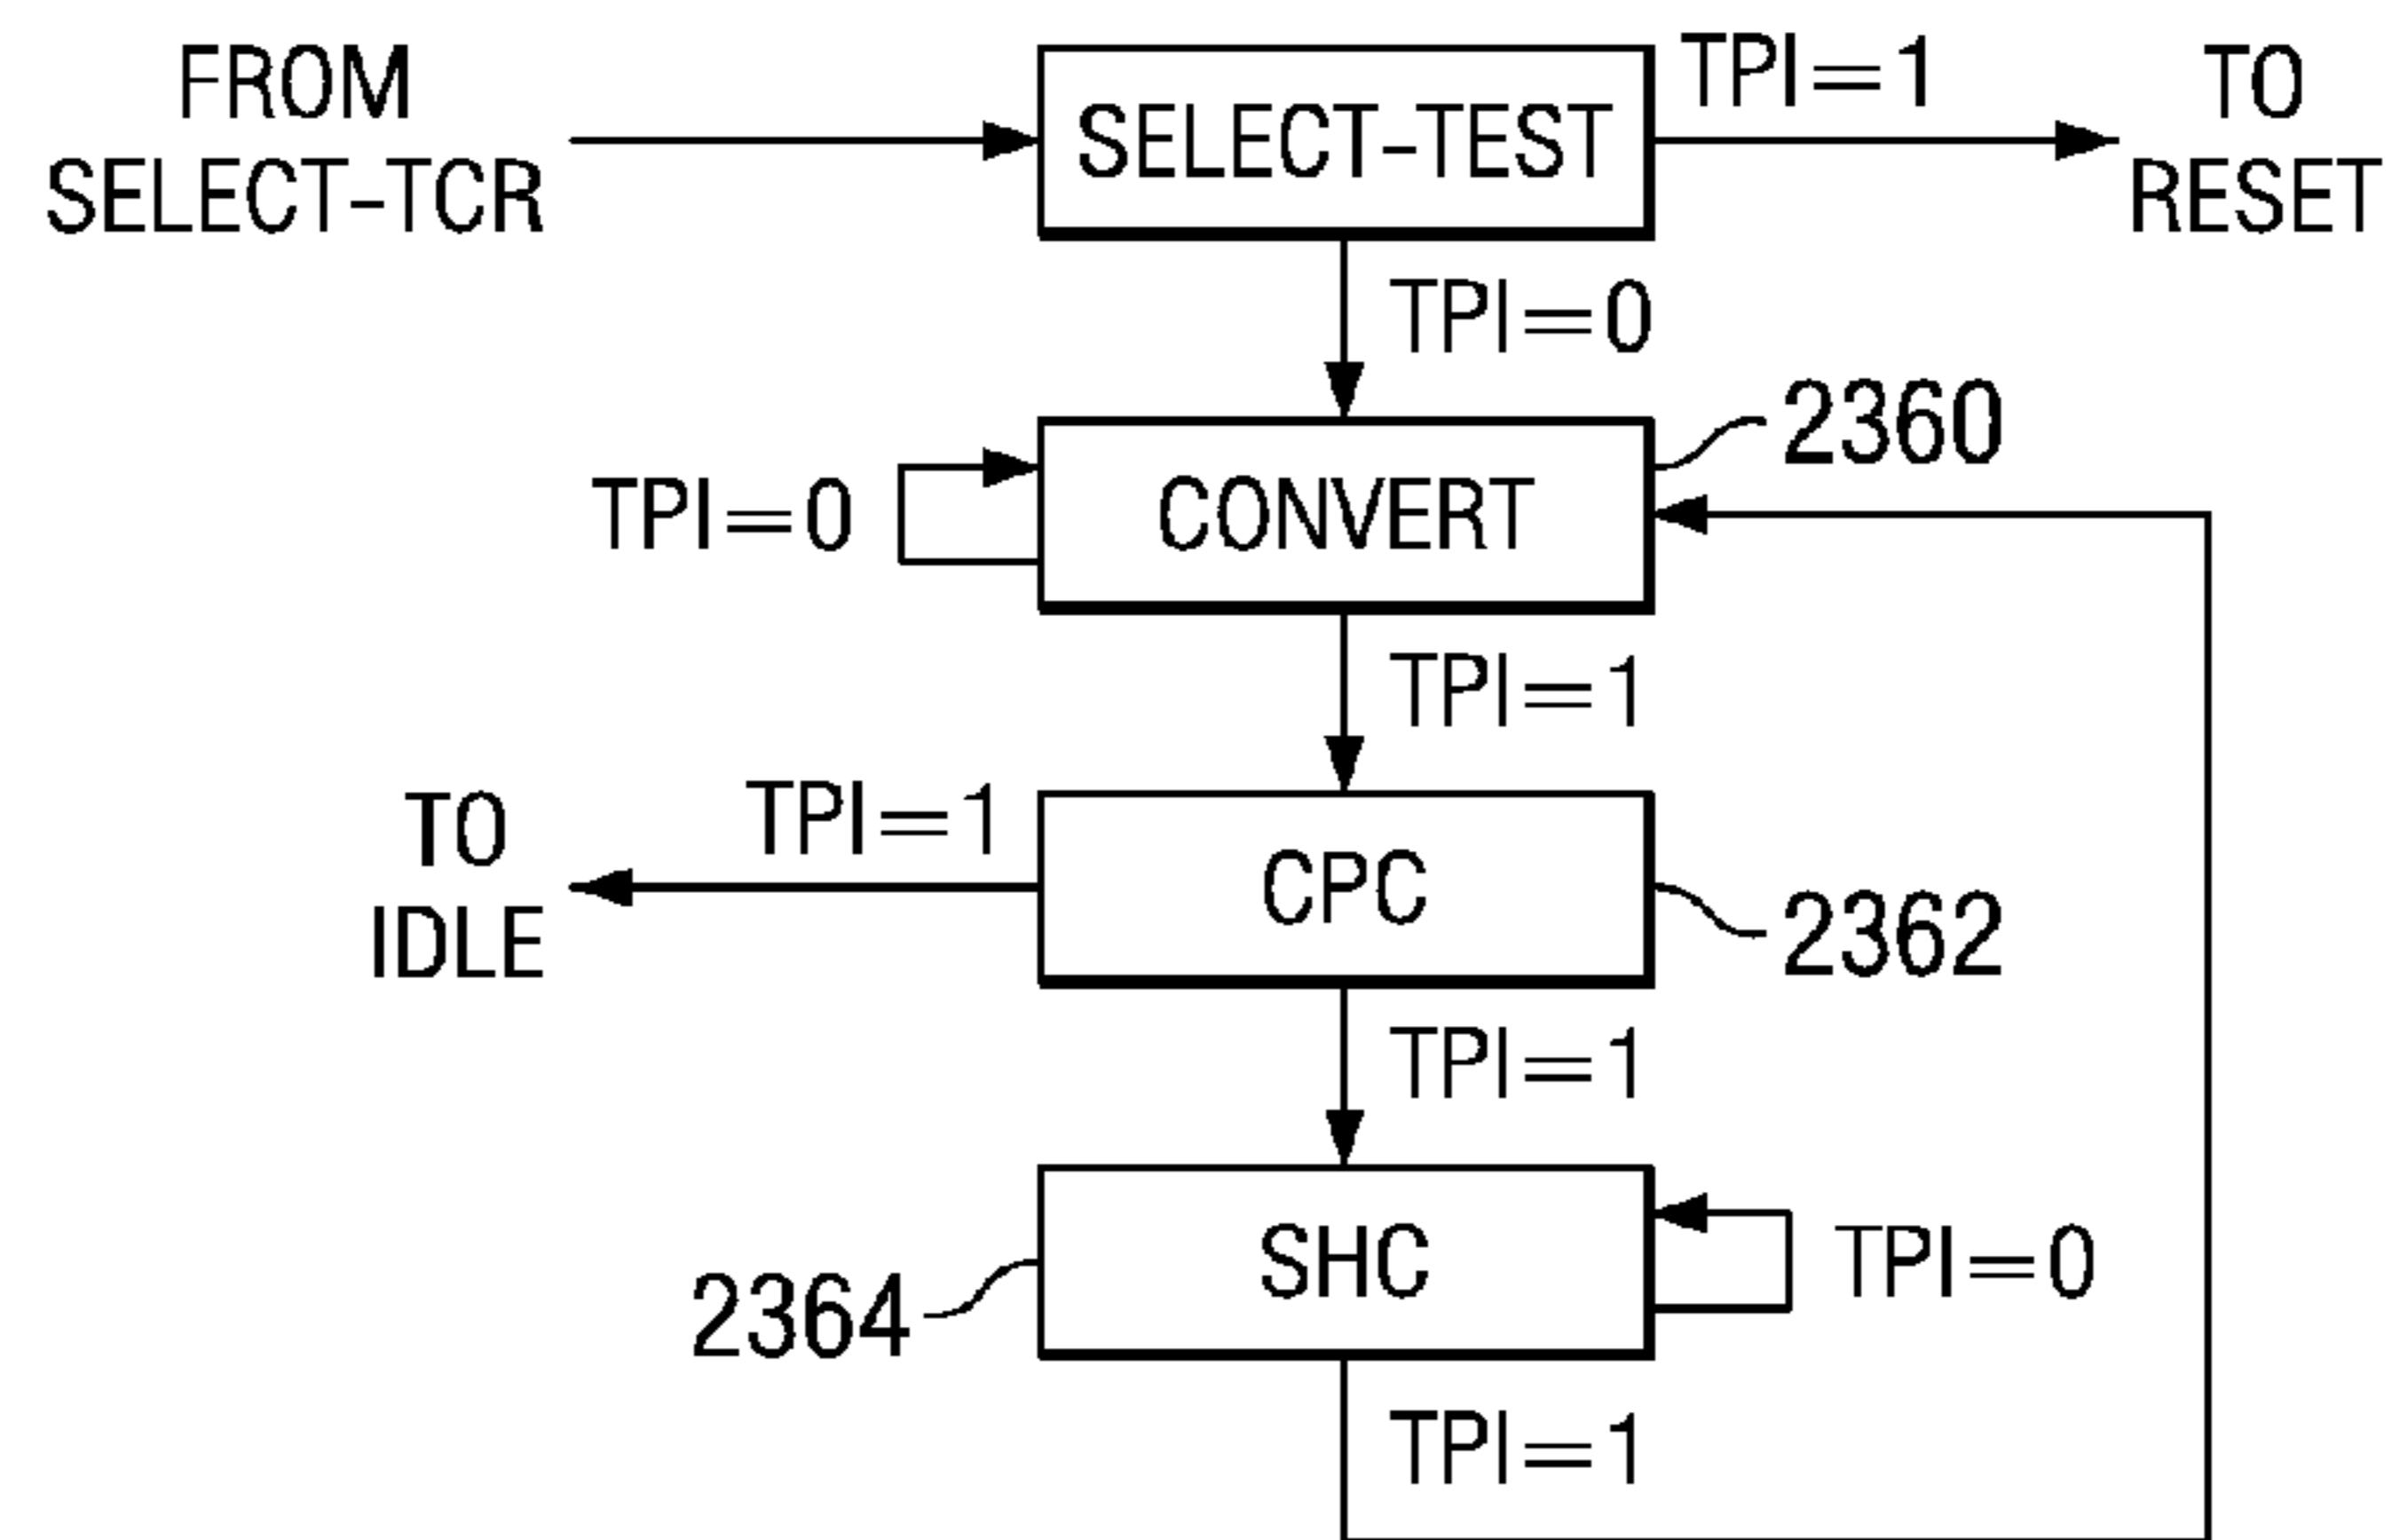 FROM
SELECT-TCR
SELECT-TEST
TPI=1
TO
RESET
TPI=0
2360
TPI=0
CONVERT
TPI=1
TO
IDLE
TPI=1
CPC
2362
TPI=1
2364
SHC
TPI=0
TPI=1